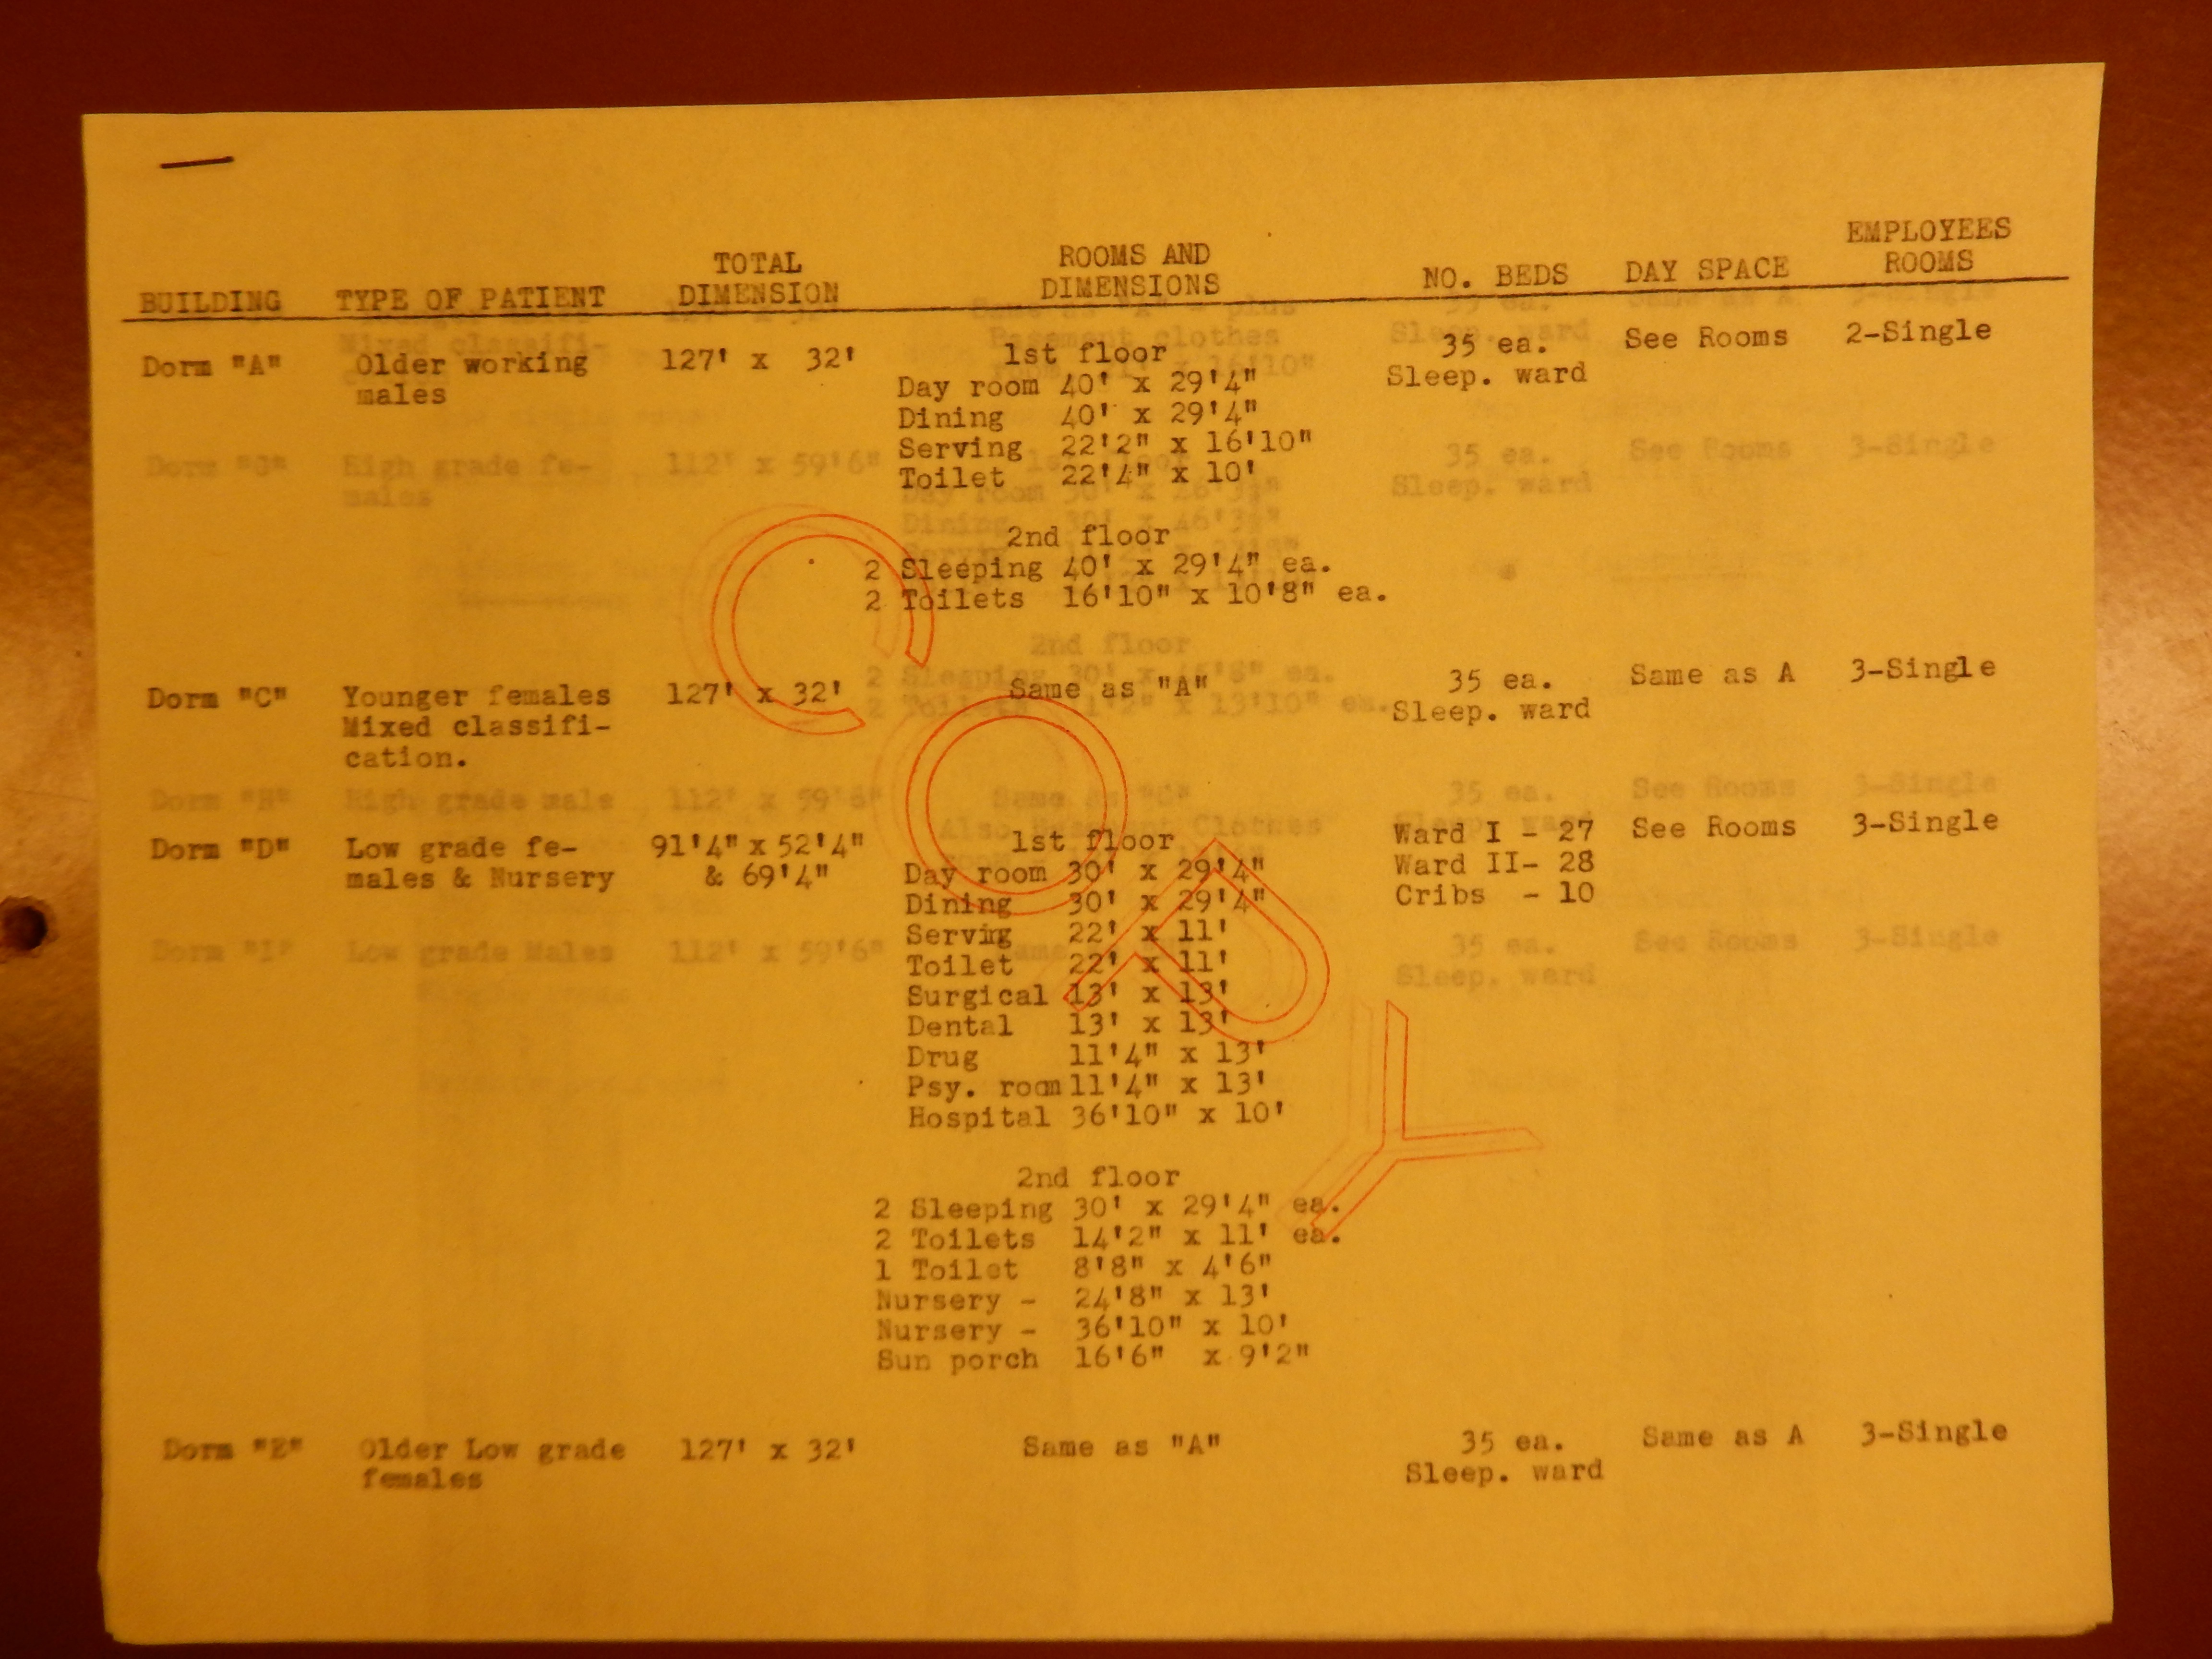 BUILDING TYPE OF PATIENT TOTAL DIMENSION ROOMS AND DIMENSIONS NO. BEDS DAY SPACE EMPLOYEES ROOMS
Dorm "A" Older working 127' x 32' 1st floor 35 ea. See Rooms 2-Single
males Day room 40' x 29'4" Sleep. ward
Dining 40' x 29'4"
Serving 22'2" x 16'10"
Toilet 22'4" x 10'
2nd floor
2 Sleeping 40' x 29'4" ea.
2 Toilets 16'10" x 10'8" ea.
Dorm "C" Younger females 127' x 32' Same as "A" 35 ea. Same as A 3-Single
Mixed classifi- Sleep. ward
cation.
Dorm "D" Low grade fe- 91'4" x 52'4" 1st floor Ward I - 27 See Rooms 3-Single
males & Nursery & 69'4" Day room 30' x 29'4" Ward II- 28
Dining 30' x 29'4" Cribs - 10
Serving 22' x 11'
Toilet 22' x 11'
Surgical 13' x 13'
Dental 13' x 13'
Drug 11'4" x 13'
Psy. room 11'4" x 13'
Hospital 36'10" x 10'
2nd floor
2 Sleeping 30' x 29'4" ea.
2 Toilets 14'2" x 11' ea.
1 Toilet 8'8" x 4'6"
Nursery - 24'8" x 13'
Nursery - 36'10" x 10'
Sun porch 16'6" x 9'2"
Dorm "E" Older Low grade 127' x 32' Same as "A" 35 ea. Same as A 3-Single
females Sleep. ward
COPY